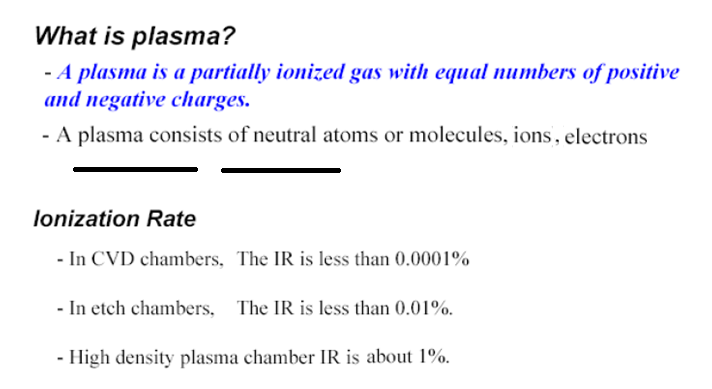 What is plasma?
- A plasma is a partially ionized gas with equal numbers of positive
and negative charges.
- A plasma consists of neutral atoms or molecules, ions, electrons
Ionization Rate
- In CVD chambers, The IR is less than 0.0001%
- In etch chambers, The IR is less than 0.01%.
- High density plasma chamber IR is about 1%.